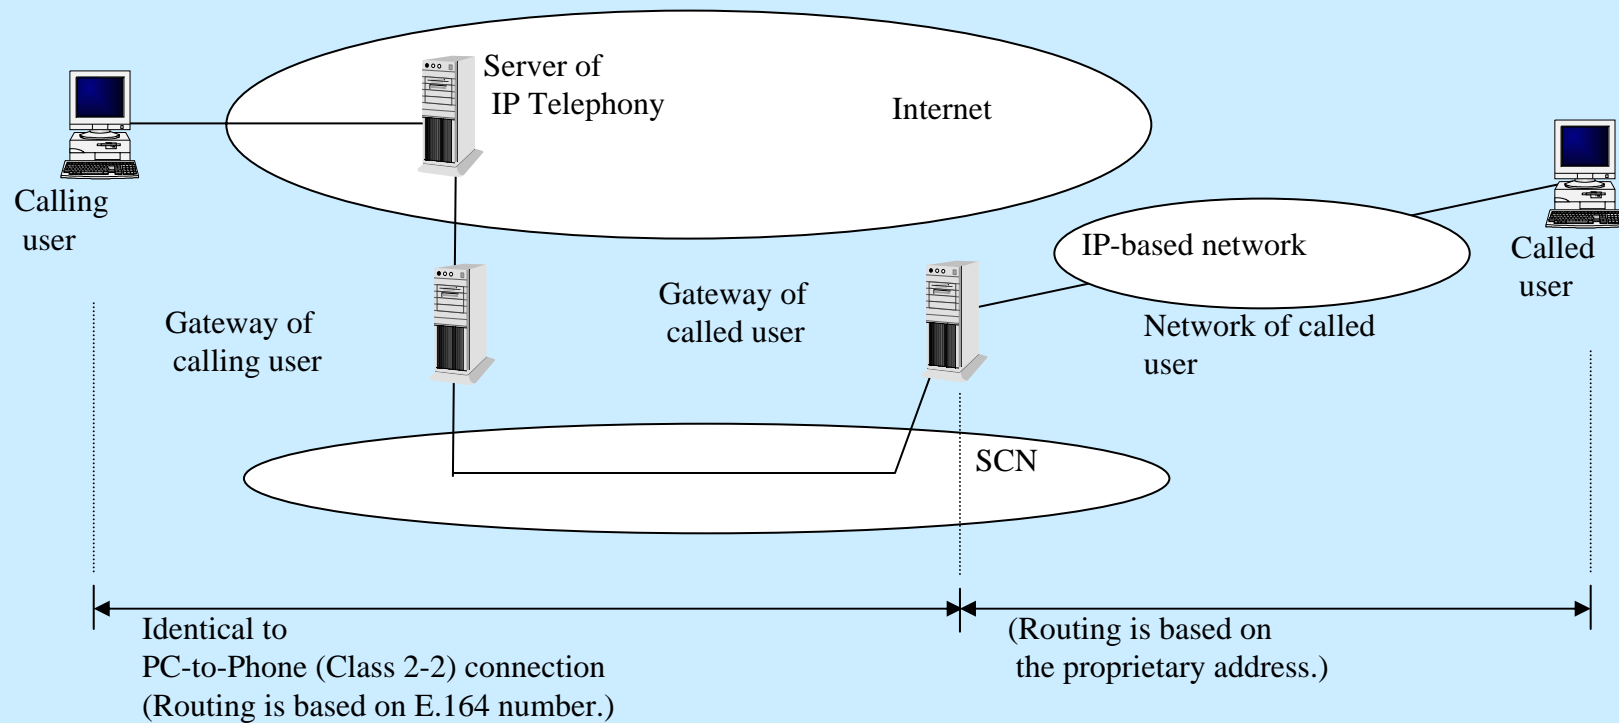 Server of
IP Telephony
Internet
Calling
user
Gateway of
calling user
Gateway of
called user
IP-based network
Network of called
user
Called
user
SCN
Identical to
PC-to-Phone (Class 2-2) connection
(Routing is based on E.164 number.)
(Routing is based on
the proprietary address.)